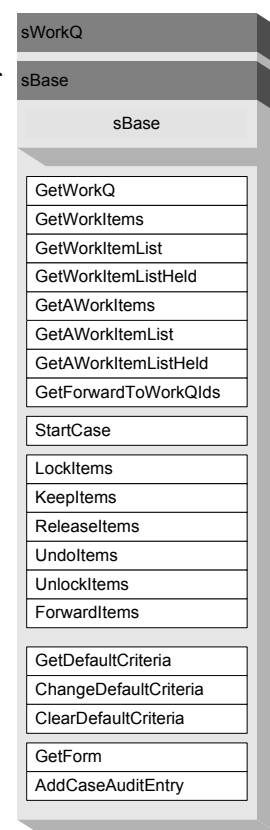 sWorkQ
sBase
sBase
GetWorkQ
GetWorkItems
GetWorkItemList
GetWorkItemListHeld
GetAWorkItems
GetAWorkItemList
GetAWorkItemListHeld
GetForwardToWorkQIds
StartCase
LockItems
KeepItems
ReleaseItems
UndoItems
UnlockItems
ForwardItems
GetDefaultCriteria
ChangeDefaultCriteria
ClearDefaultCriteria
GetForm
AddCaseAuditEntry